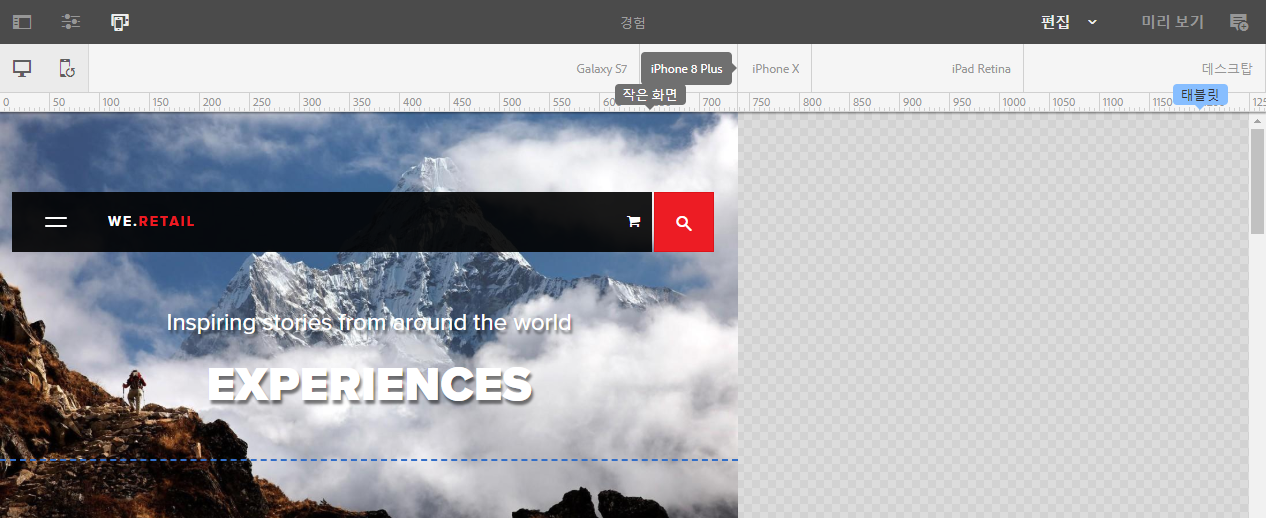 경험
편집
미리 보기
Galaxy S7
iPhone 8 Plus
iPhone X
iPad Retina
데스크탑
작은 화면
태블릿
0 50 100 150 200 250 300 350 400 450 500 550 700 750 800 850 900 950 1000 1050 1100 1150
WE.RETAIL
Inspiring stories from around the world
EXPERIENCES